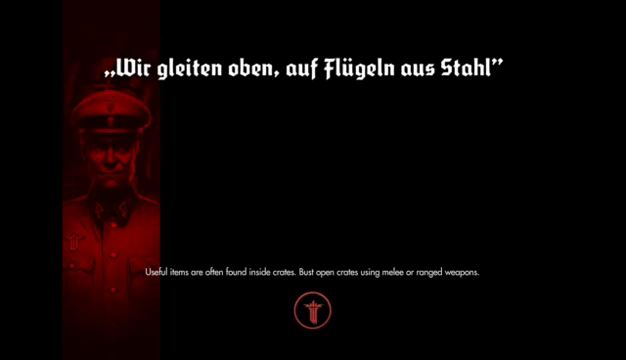 „Wir gleiten oben, auf Flügeln aus Stahl”
Useful items are often found inside crates. Bust open crates using melee or ranged weapons.